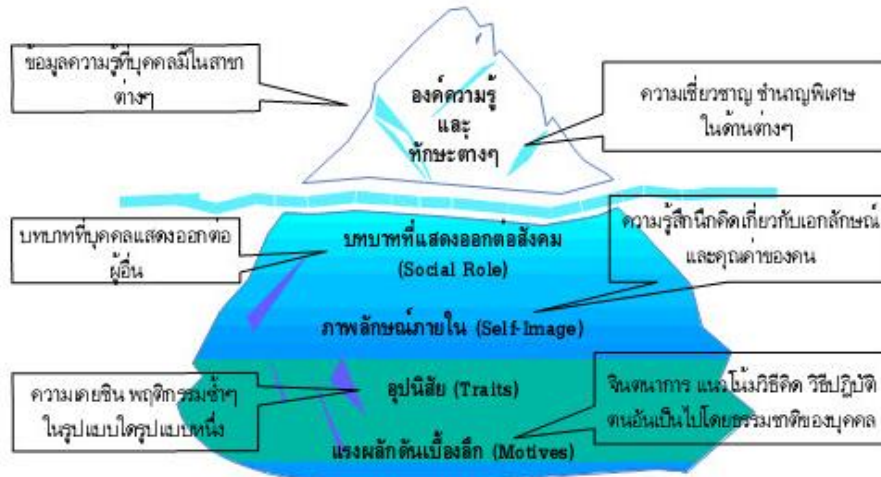 ข้อมูลความรู้ที่บุคคลมีในสาขา
ต่างๆ
องค์ความรู้
และ
ทักษะต่างๆ
ความเชี่ยวชาญ ชำนาญพิเศษ
ในด้านต่างๆ
บทบาทที่บุคคลแสดงออกต่อ
ผู้อื่น
บทบาทที่แสดงออกต่อสังคม
(Social Role)
ความรู้สึกนึกคิดเกี่ยวกับเอกลักษณ์
และคุณค่าของคน
ภาพลักษณ์ภายใน (Self-Image)
ความเคยชิน พฤติกรรมซ้ำๆ
ในรูปแบบใดรูปแบบหนึ่ง
อุปนิสัย (Traits)
จินตนาการ แนวโน้มวิธีคิด วิธีปฏิบัติ
ตนอันเป็นไปโดยธรรมชาติของบุคคล
แรงผลักดันเบื้องลึก (Motives)